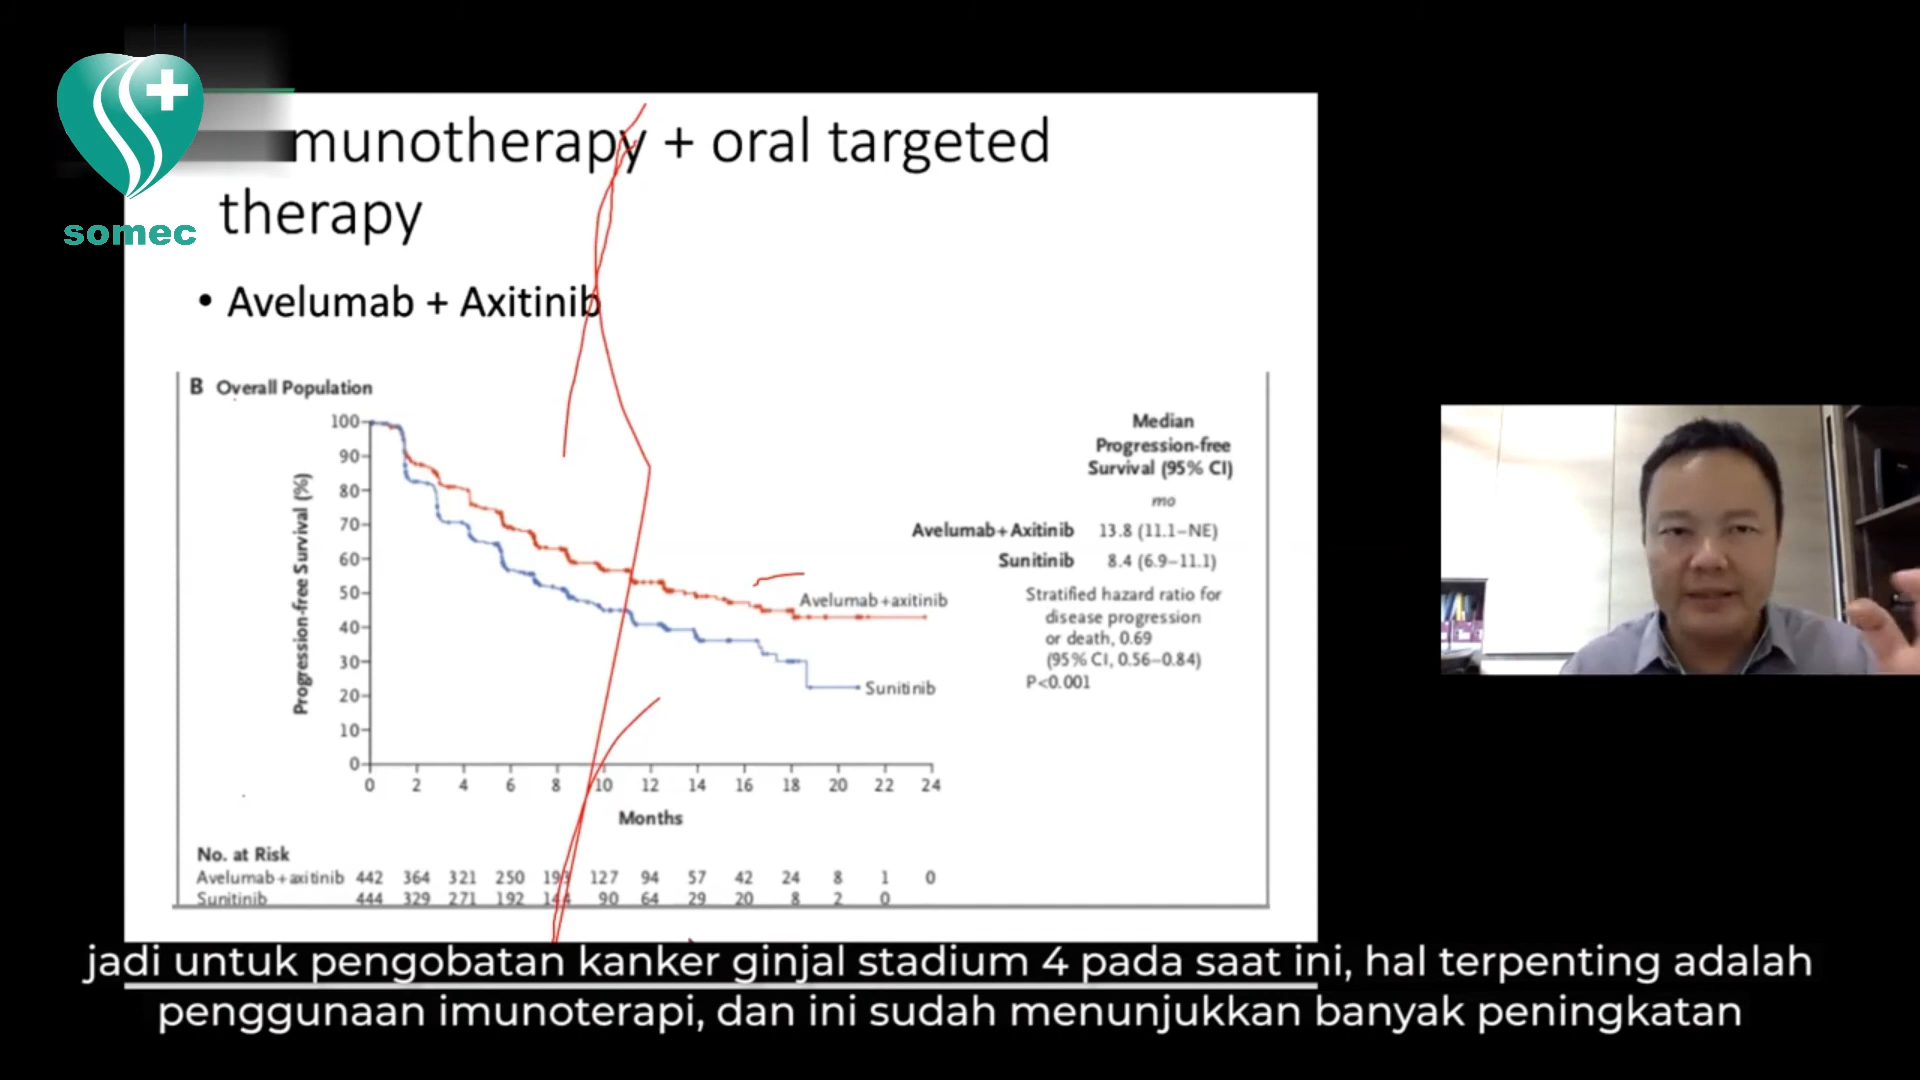 somec
munotherapy + oral targeted
therapy
• Avelumab + Axitinib
B Overall Population
Progression-free Survival (%)
100
90
80
70
60
50
40
30
20
10
0
0 2 4 6 8 10 12 14 16 18 20 22 24
Months
Avelumab+axitinib
Sunitinib
Median
Progression-free
Survival (95% CI)
mo
Avelumab+Axitinib 13.8 (11.1–NE)
Sunitinib 8.4 (6.9–11.1)
Stratified hazard ratio for
disease progression
or death, 0.69
(95% CI, 0.56–0.84)
P<0.001
No. at Risk
Avelumab+axitinib 442 364 321 250 193 127 94 57 42 24 8 1 0
Sunitinib 444 329 271 192 144 90 64 29 20 8 2 0
jadi untuk pengobatan kanker ginjal stadium 4 pada saat ini, hal terpenting adalah
penggunaan imunoterapi, dan ini sudah menunjukkan banyak peningkatan